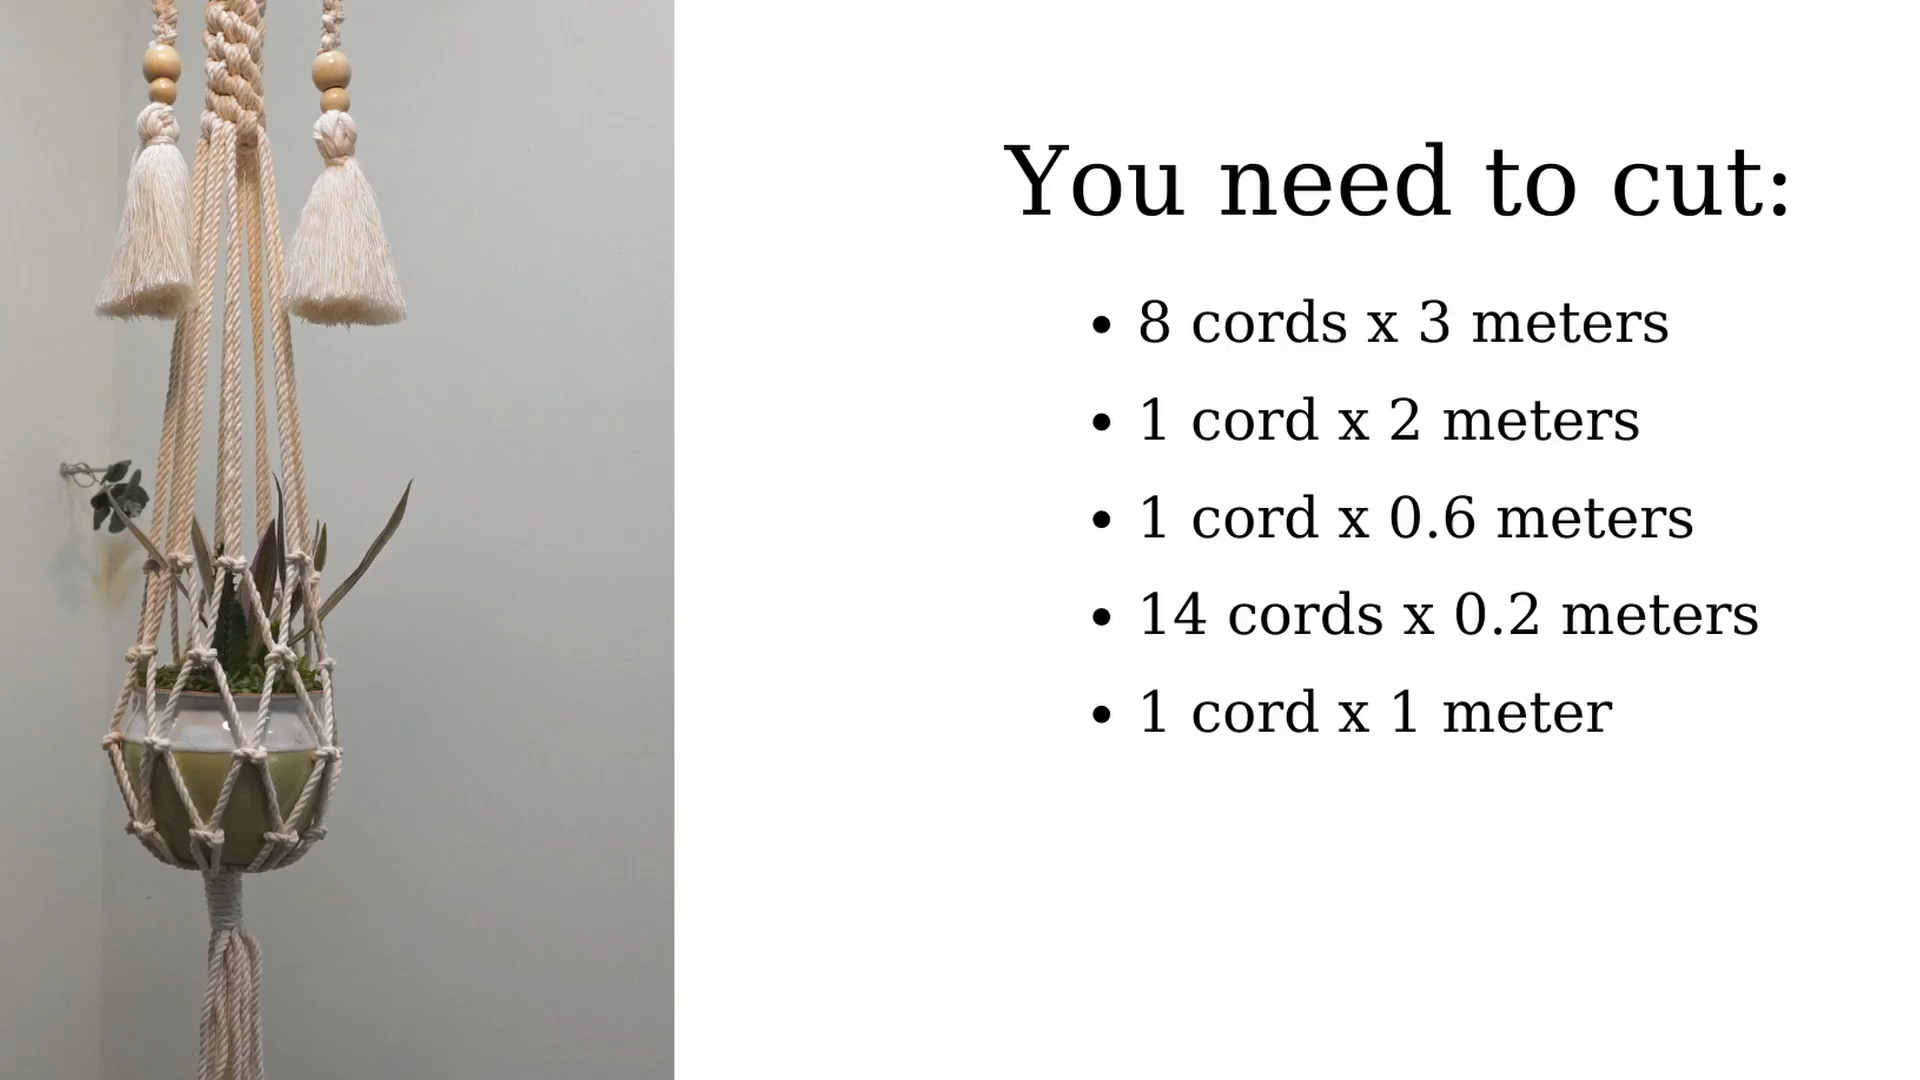 You need to cut:
• 8 cords x 3 meters
• 1 cord x 2 meters
• 1 cord x 0.6 meters
• 14 cords x 0.2 meters
• 1 cord x 1 meter